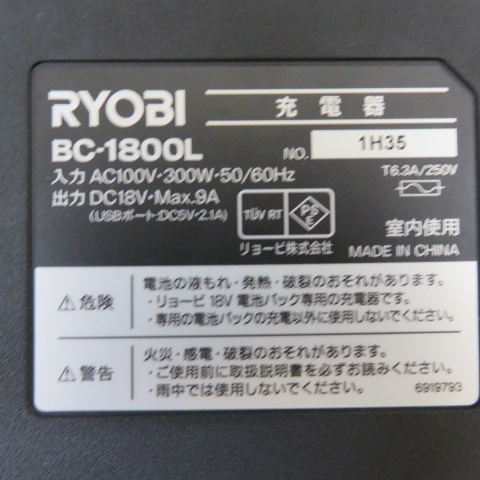 RYOBI 充電器
BC-1800L NO. 1H35
入力 AC100V・300W・50/60Hz T6.3A/250V
出力 DC18V・Max.9A
(USBポート:DC5V-2.1A)
TÜV RT PSE
室内使用
リョービ株式会社 MADE IN CHINA
⚠危険
電池の液もれ・発熱・破裂のおそれがあります。
・リョービ 18V 電池パック専用の充電器です。
・専用の電池パックの充電以外に使用しないでください。
⚠警告
火災・感電・破裂のおそれがあります。
・ご使用前に取扱説明書を必ずお読みください。
・雨中では使用しないでください。 6919793